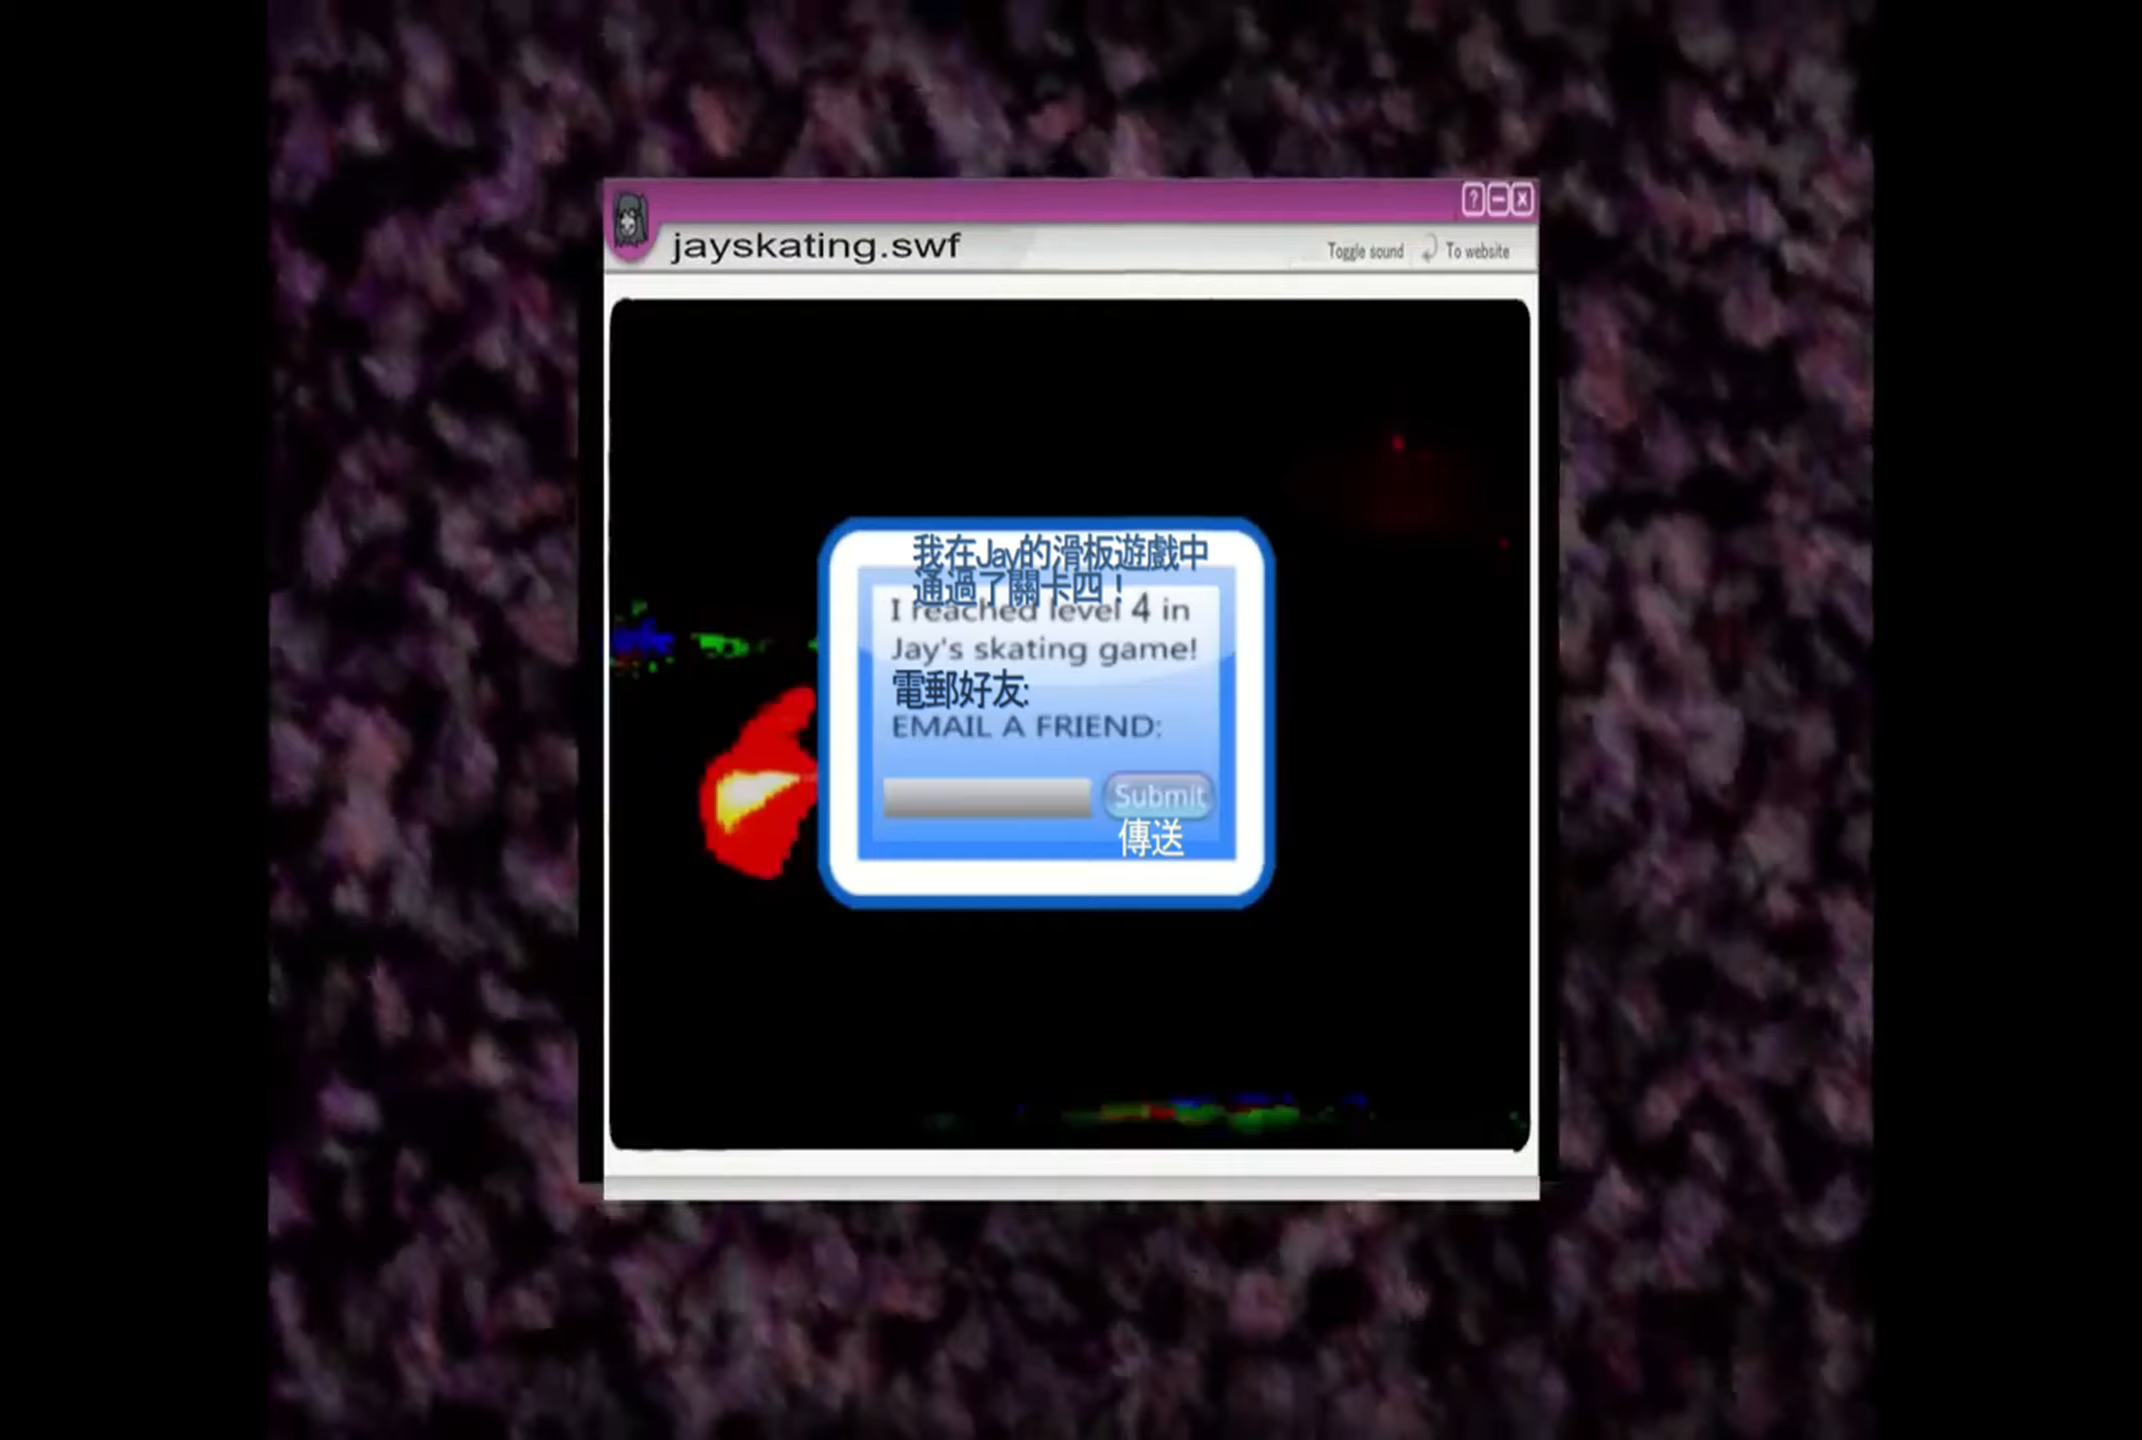 jayskating.swf
Toggle sound
To website
我在Jay的滑板遊戲中
通過了關卡四！
I reached level 4 in
Jay's skating game!
電郵好友:
EMAIL A FRIEND:
Submit
傳送